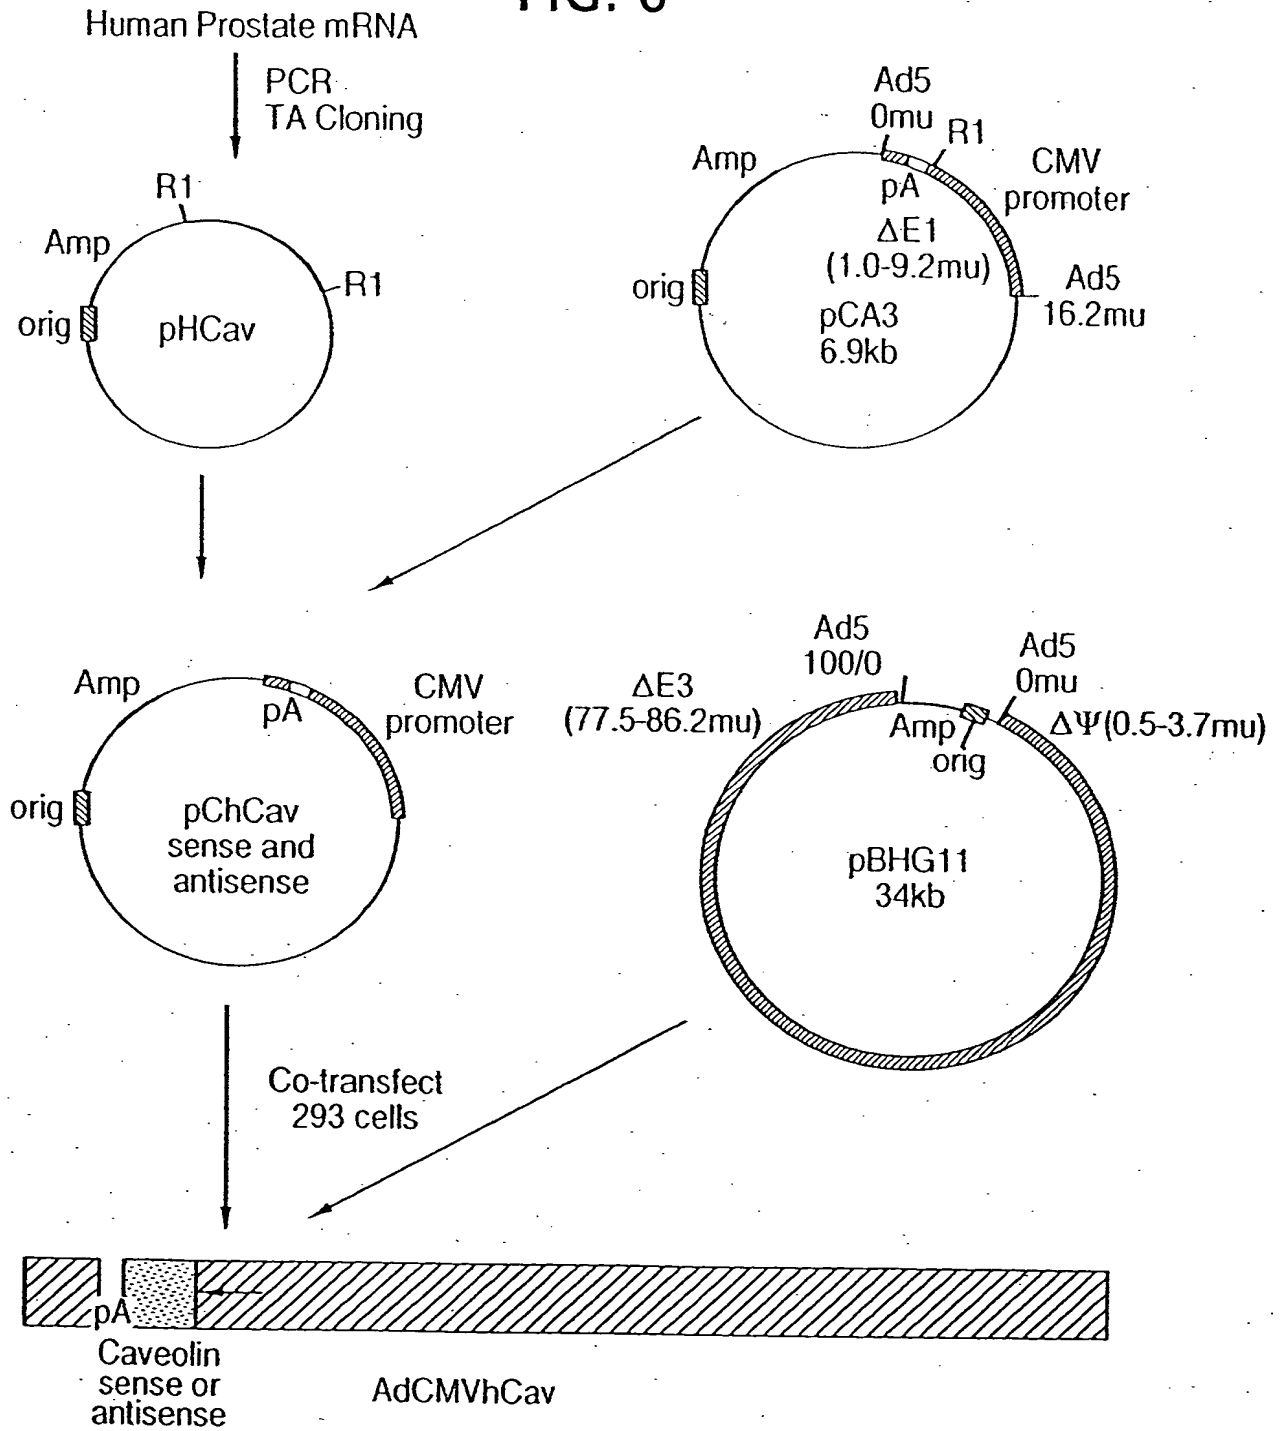 FIG. 6
Human Prostate mRNA
PCR
TA Cloning
R1
Amp
R1
orig
pHCav
Ad5
0mu
R1
Amp
CMV
promoter
pA
ΔE1
(1.0-9.2mu)
orig
Ad5
16.2mu
pCA3
6.9kb
Amp
pA
CMV
promoter
orig
pChCav
sense and
antisense
Ad5
100/0
Ad5
0mu
ΔE3
(77.5-86.2mu)
Amp
orig
ΔΨ(0.5-3.7mu)
pBHG11
34kb
Co-transfect
293 cells
pA
Caveolin
sense or
antisense
AdCMVhCav